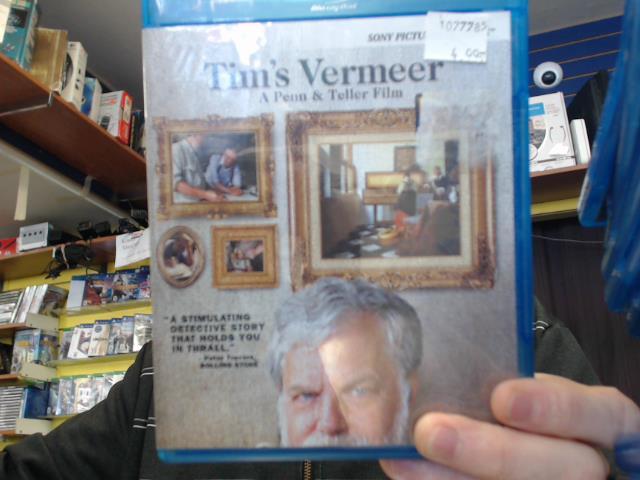 SONY PICTU
1077785
4.00
Tim's Vermeer
A Penn & Teller Film
"A STIMULATING
DETECTIVE STORY
THAT HOLDS YOU
IN THRALL."
- Peter Travers,
ROLLING STONE